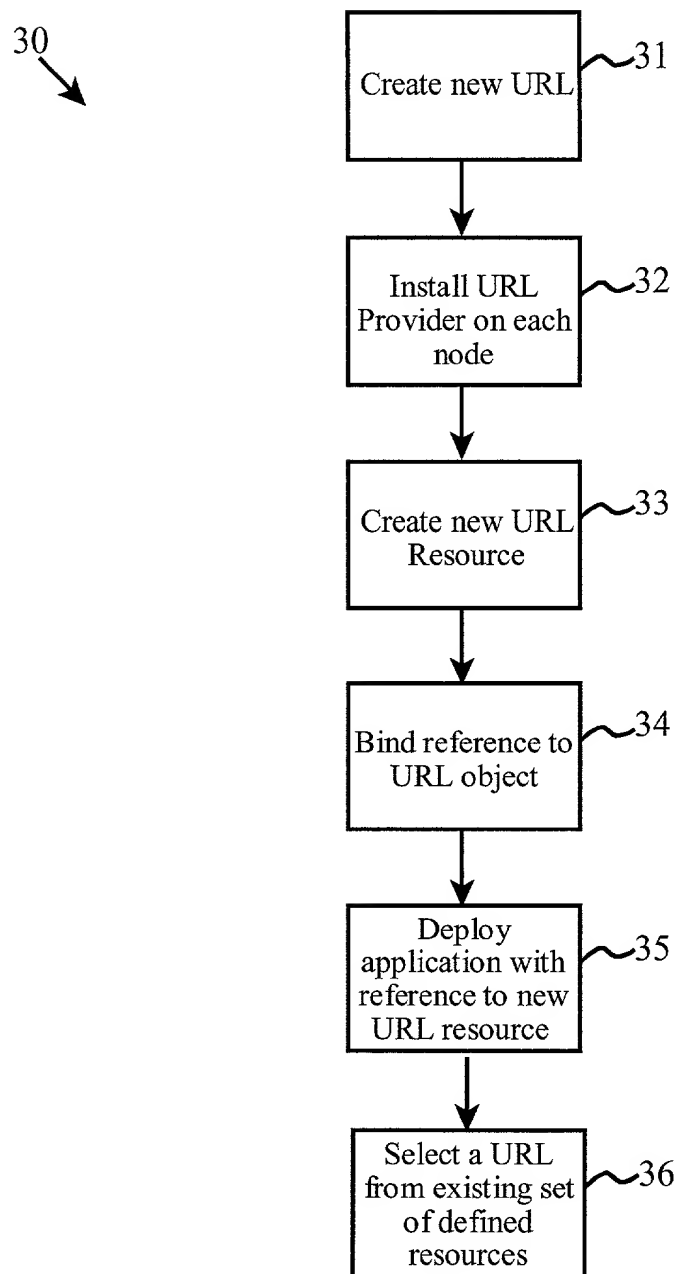 30
31
Create new URL
32
Install URL
Provider on each
node
33
Create new URL
Resource
34
Bind reference to
URL object
35
Deploy
application with
reference to new
URL resource
36
Select a URL
from existing set
of defined
resources